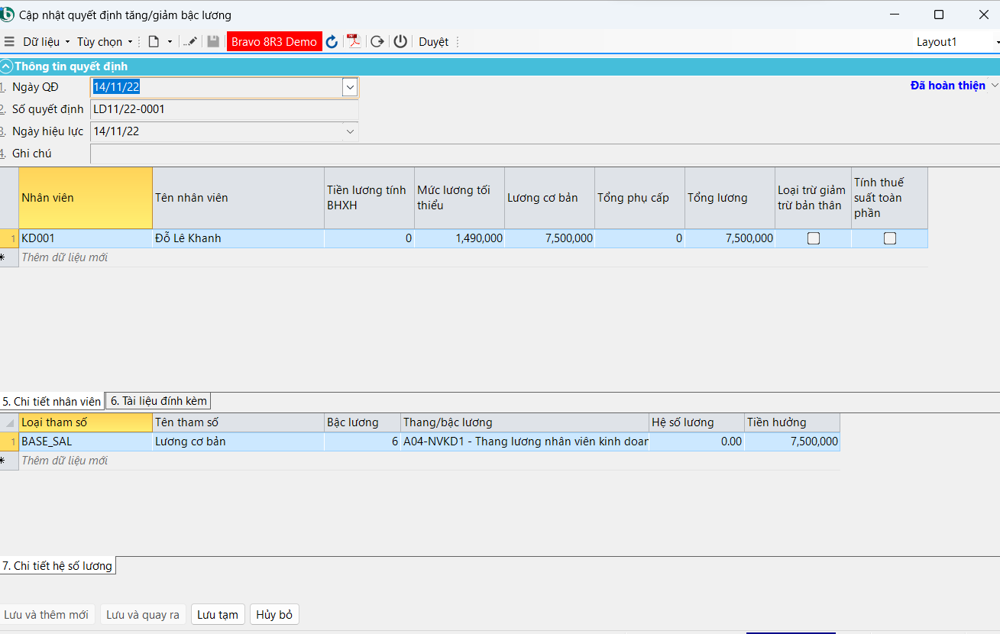 Cập nhật quyết định tăng/giảm bậc lương
Dữ liệu Tùy chọn Bravo 8R3 Demo Duyệt Layout1
Thông tin quyết định
1. Ngày QĐ 14/11/22 Đã hoàn thiện
2. Số quyết định LD11/22-0001
3. Ngày hiệu lực 14/11/22
4. Ghi chú
Nhân viên Tên nhân viên Tiền lương tính BHXH Mức lương tối thiểu Lương cơ bản Tổng phụ cấp Tổng lương Loại trừ giảm trừ bản thân Tính thuế suất toàn phần
1 KD001 Đỗ Lê Khanh 0 1,490,000 7,500,000 0 7,500,000
* Thêm dữ liệu mới
5. Chi tiết nhân viên 6. Tài liệu đính kèm
Loại tham số Tên tham số Bậc lương Thang/bậc lương Hệ số lương Tiền hưởng
1 BASE_SAL Lương cơ bản 6 A04-NVKD1 - Thang lương nhân viên kinh doan 0.00 7,500,000
* Thêm dữ liệu mới
7. Chi tiết hệ số lương
Lưu và thêm mới Lưu và quay ra Lưu tạm Hủy bỏ